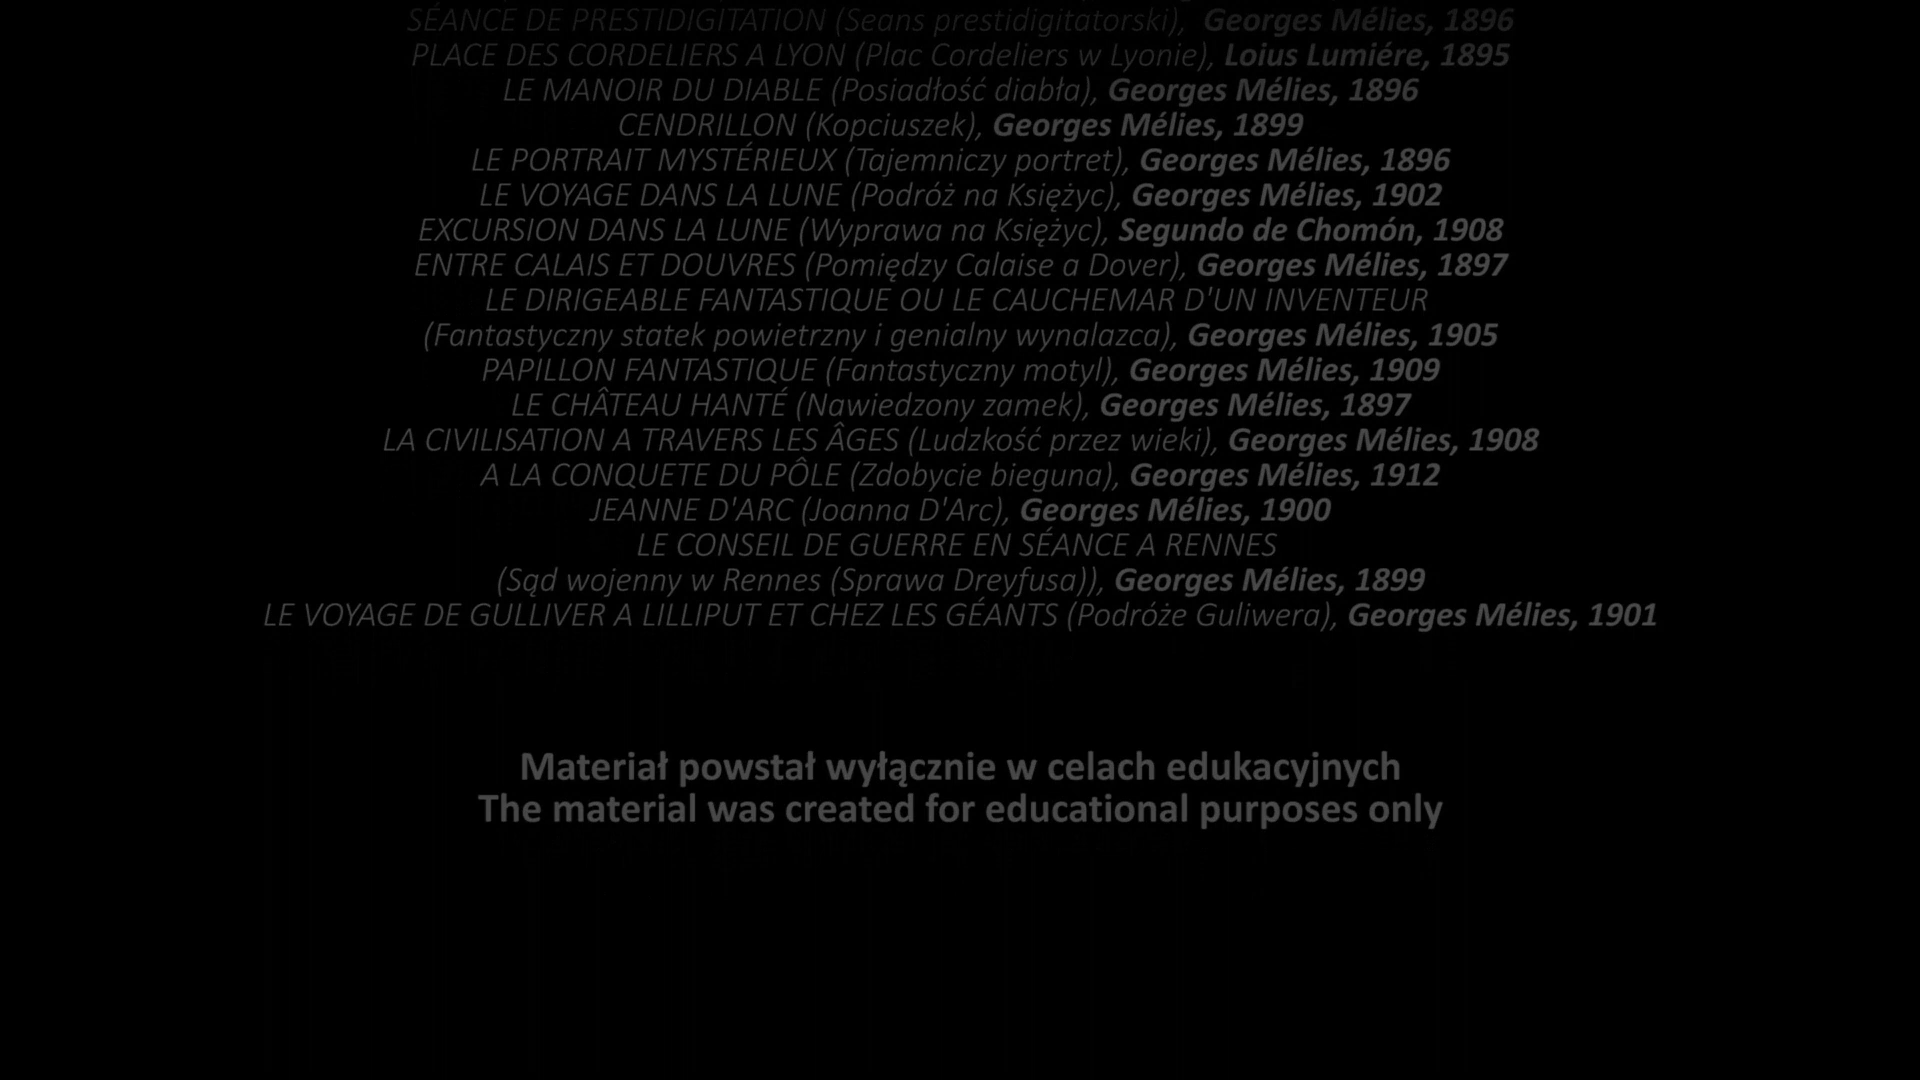 SÉANCE DE PRESTIDIGITATION (Seans prestidigitatorski), Georges Mélies, 1896
PLACE DES CORDELIERS A LYON (Plac Cordeliers w Lyonie), Loius Lumiére, 1895
LE MANOIR DU DIABLE (Posiadłość diabła), Georges Mélies, 1896
CENDRILLON (Kopciuszek), Georges Mélies, 1899
LE PORTRAIT MYSTÉRIEUX (Tajemniczy portret), Georges Mélies, 1896
LE VOYAGE DANS LA LUNE (Podróż na Księżyc), Georges Mélies, 1902
EXCURSION DANS LA LUNE (Wyprawa na Księżyc), Segundo de Chomón, 1908
ENTRE CALAIS ET DOUVRES (Pomiędzy Calaise a Dover), Georges Mélies, 1897
LE DIRIGEABLE FANTASTIQUE OU LE CAUCHEMAR D'UN INVENTEUR
(Fantastyczny statek powietrzny i genialny wynalazca), Georges Mélies, 1905
PAPILLON FANTASTIQUE (Fantastyczny motyl), Georges Mélies, 1909
LE CHÂTEAU HANTÉ (Nawiedzony zamek), Georges Mélies, 1897
LA CIVILISATION A TRAVERS LES ÂGES (Ludzkość przez wieki), Georges Mélies, 1908
A LA CONQUETE DU PÔLE (Zdobycie bieguna), Georges Mélies, 1912
JEANNE D'ARC (Joanna D'Arc), Georges Mélies, 1900
LE CONSEIL DE GUERRE EN SÉANCE A RENNES
(Sąd wojenny w Rennes (Sprawa Dreyfusa)), Georges Mélies, 1899
LE VOYAGE DE GULLIVER A LILLIPUT ET CHEZ LES GÉANTS (Podróże Guliwera), Georges Mélies, 1901
Materiał powstał wyłącznie w celach edukacyjnych
The material was created for educational purposes only